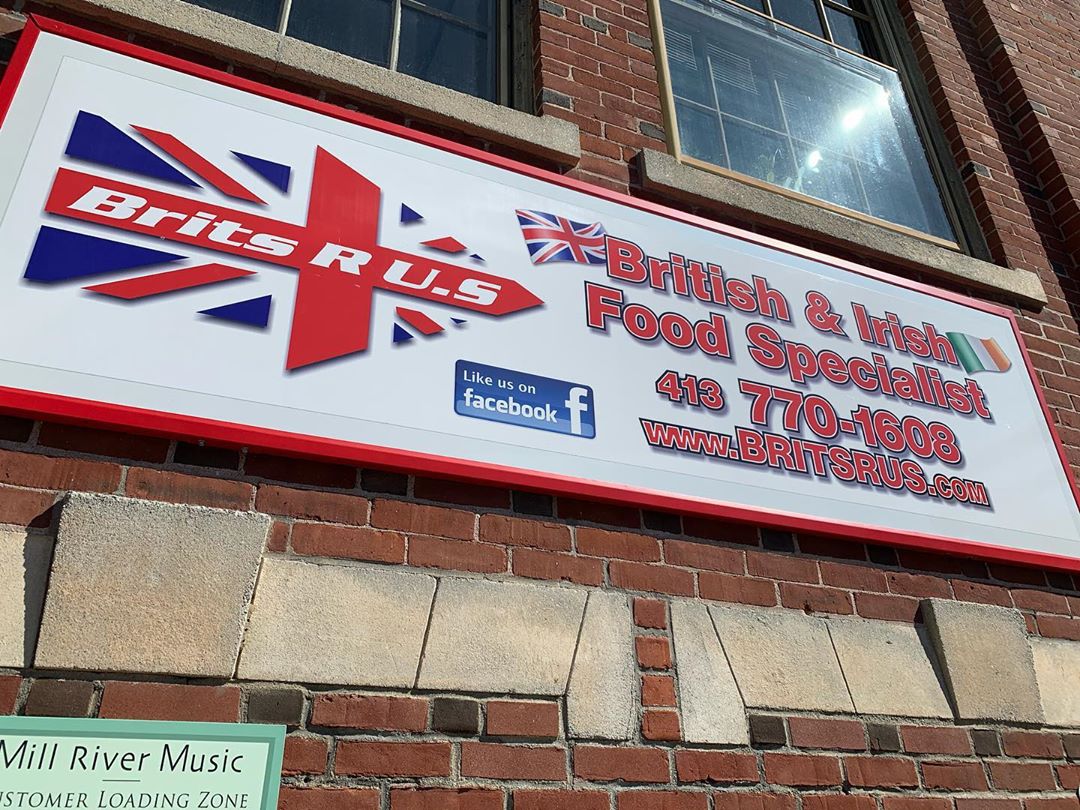 Brits R U.S
British & Irish
Food Specialist
413 770-1608
www.BRITSRUS.com
Like us on
facebook f
Mill River Music
CUSTOMER LOADING ZONE